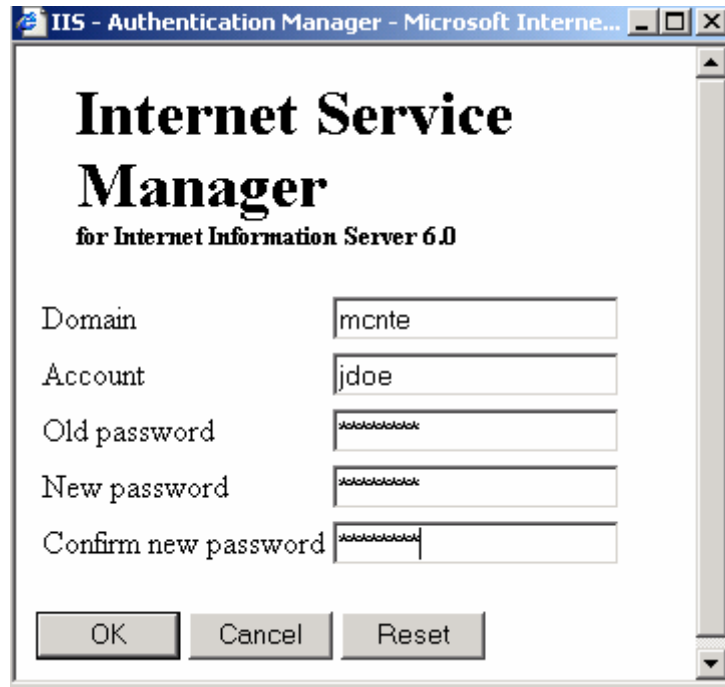 IIS - Authentication Manager - Microsoft Interne...
Internet Service
Manager
for Internet Information Server 6.0
Domain mcnte
Account jdoe
Old password *********
New password *********
Confirm new password *********
OK Cancel Reset